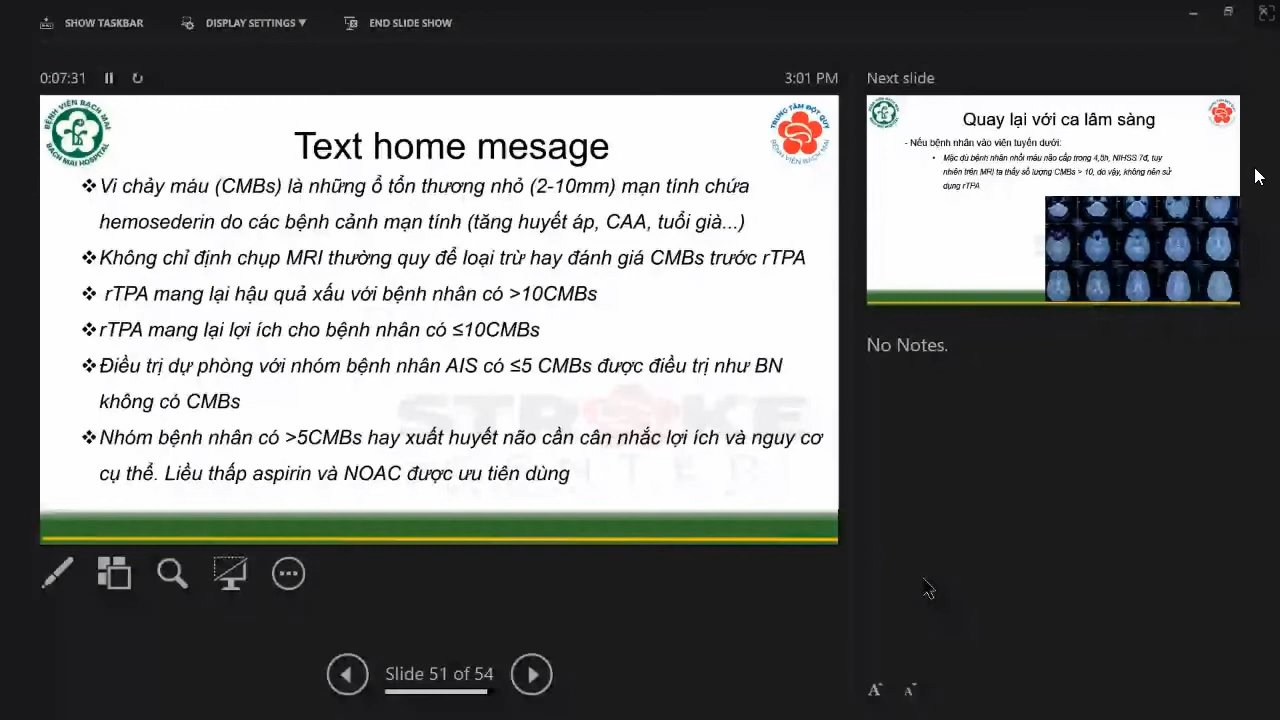 SHOW TASKBAR
DISPLAY SETTINGS ▼
END SLIDE SHOW
0:07:31
3:01 PM
Next slide
BỆNH VIỆN BẠCH MAI
BACH MAI HOSPITAL
TRUNG TÂM ĐỘT QUỴ
BỆNH VIỆN BẠCH MAI
Text home mesage
❖Vi chảy máu (CMBs) là những ổ tổn thương nhỏ (2-10mm) mạn tính chứa
hemosederin do các bệnh cảnh mạn tính (tăng huyết áp, CAA, tuổi già...)
❖Không chỉ định chụp MRI thường quy để loại trừ hay đánh giá CMBs trước rTPA
❖ rTPA mang lại hậu quả xấu với bệnh nhân có >10CMBs
❖rTPA mang lại lợi ích cho bệnh nhân có ≤10CMBs
❖Điều trị dự phòng với nhóm bệnh nhân AIS có ≤5 CMBs được điều trị như BN
không có CMBs
❖Nhóm bệnh nhân có >5CMBs hay xuất huyết não cần cân nhắc lợi ích và nguy cơ
cụ thể. Liều thấp aspirin và NOAC được ưu tiên dùng
STROKE
CENTER
Quay lại với ca lâm sàng
- Nếu bệnh nhân vào viện tuyến dưới:
• Mặc dù bệnh nhân nhồi máu não cấp trong 4,5h, NIHSS 7đ, tuy
nhiên trên MRI ta thấy số lượng CMBs > 10, do vậy, không nên sử
dụng rTPA
No Notes.
Slide 51 of 54
A A